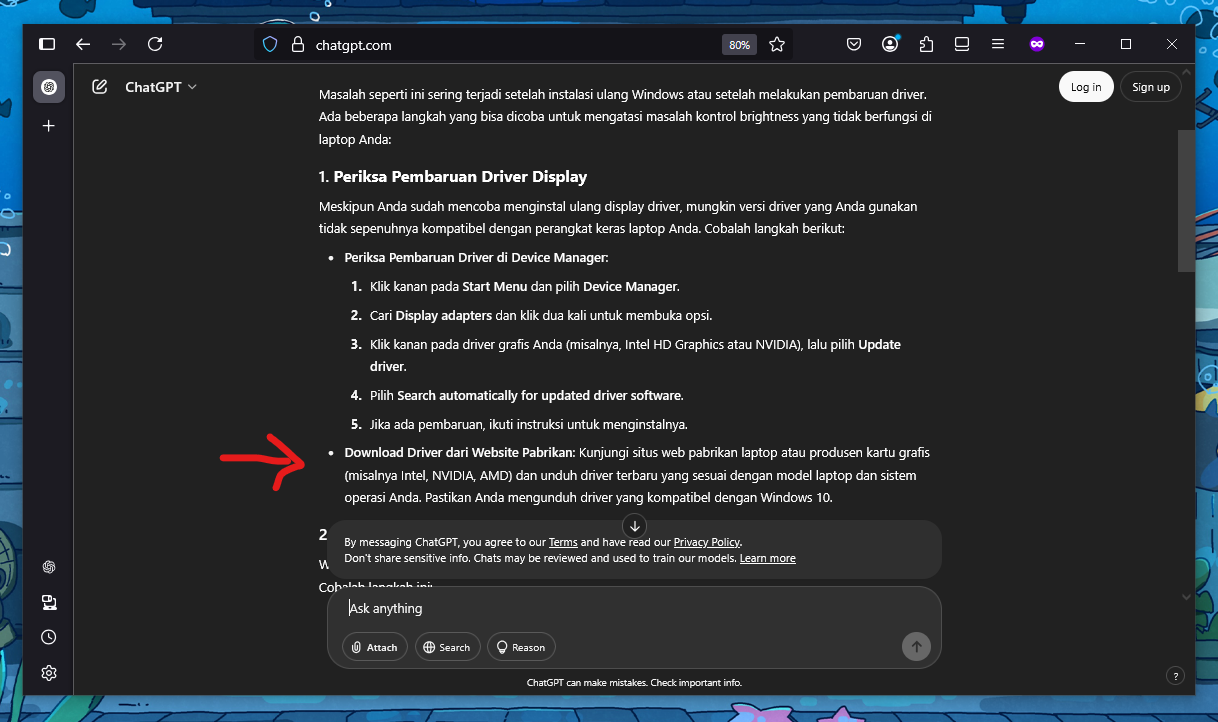 chatgpt.com
80%
ChatGPT
Log in
Sign up
Masalah seperti ini sering terjadi setelah instalasi ulang Windows atau setelah melakukan pembaruan driver.
Ada beberapa langkah yang bisa dicoba untuk mengatasi masalah kontrol brightness yang tidak berfungsi di
laptop Anda:
1. Periksa Pembaruan Driver Display
Meskipun Anda sudah mencoba menginstal ulang display driver, mungkin versi driver yang Anda gunakan
tidak sepenuhnya kompatibel dengan perangkat keras laptop Anda. Cobalah langkah berikut:
• Periksa Pembaruan Driver di Device Manager:
1. Klik kanan pada Start Menu dan pilih Device Manager.
2. Cari Display adapters dan klik dua kali untuk membuka opsi.
3. Klik kanan pada driver grafis Anda (misalnya, Intel HD Graphics atau NVIDIA), lalu pilih Update
driver.
4. Pilih Search automatically for updated driver software.
5. Jika ada pembaruan, ikuti instruksi untuk menginstalnya.
• Download Driver dari Website Pabrikan: Kunjungi situs web pabrikan laptop atau produsen kartu grafis
(misalnya Intel, NVIDIA, AMD) dan unduh driver terbaru yang sesuai dengan model laptop dan sistem
operasi Anda. Pastikan Anda mengunduh driver yang kompatibel dengan Windows 10.
2
By messaging ChatGPT, you agree to our Terms and have read our Privacy Policy.
Don't share sensitive info. Chats may be reviewed and used to train our models. Learn more
W
Cobalah langkah ini:
Ask anything
Attach
Search
Reason
ChatGPT can make mistakes. Check important info.
?